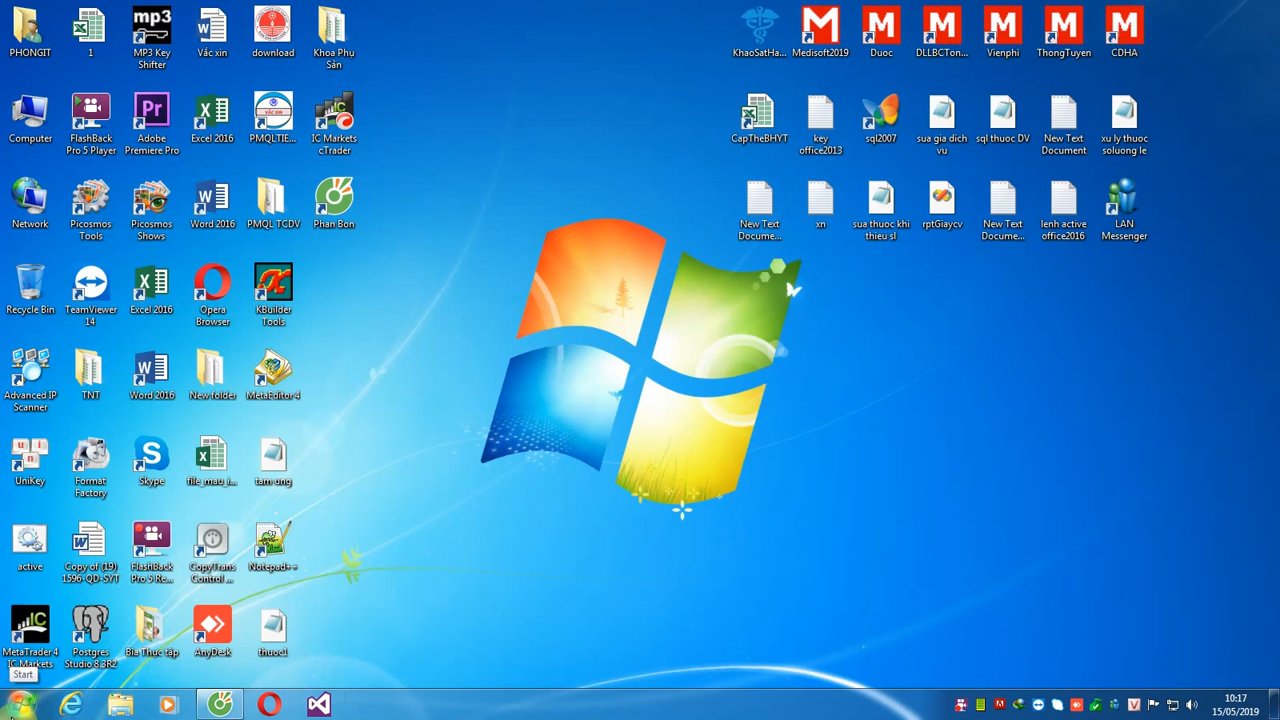 PHONGIT
1
MP3 Key
Shifter
Vắc xin
download
Khoa Phụ
Sản
KhaoSatHa...
Medisoft2019
Duoc
DLLBCTon...
Vienphi
ThongTuyen
CDHA
Computer
FlashBack
Pro 5 Player
Adobe
Premiere Pro
Excel 2016
PMQLTIE...
IC Markets
cTrader
CapTheBHYT
key
office2013
sql2007
sua gia dich
vu
sql thuoc DV
New Text
Document
xu ly thuoc
soluong le
Network
Picosmos
Tools
Picosmos
Shows
Word 2016
PMQL TCDV
Phan Bon
New Text
Docume...
xn
sua thuoc khi
thieu sl
rptGiaycv
New Text
Docume...
lenh active
office2016
LAN
Messenger
Recycle Bin
TeamViewer
14
Excel 2016
Opera
Browser
KBuilder
Tools
Advanced IP
Scanner
TNT
Word 2016
New folder
MetaEditor 4
UniKey
Format
Factory
Skype
file_mau_i...
tam ung
active
Copy of (19)
1596-QD-SYT
FlashBack
Pro 5 Re...
CopyTrans
Control ...
Notepad++
MetaTrader 4
IC Markets
Postgres
Studio 8.3R2
Bia Thuc tap
AnyDesk
thuoc1
Start
10:17
15/05/2019